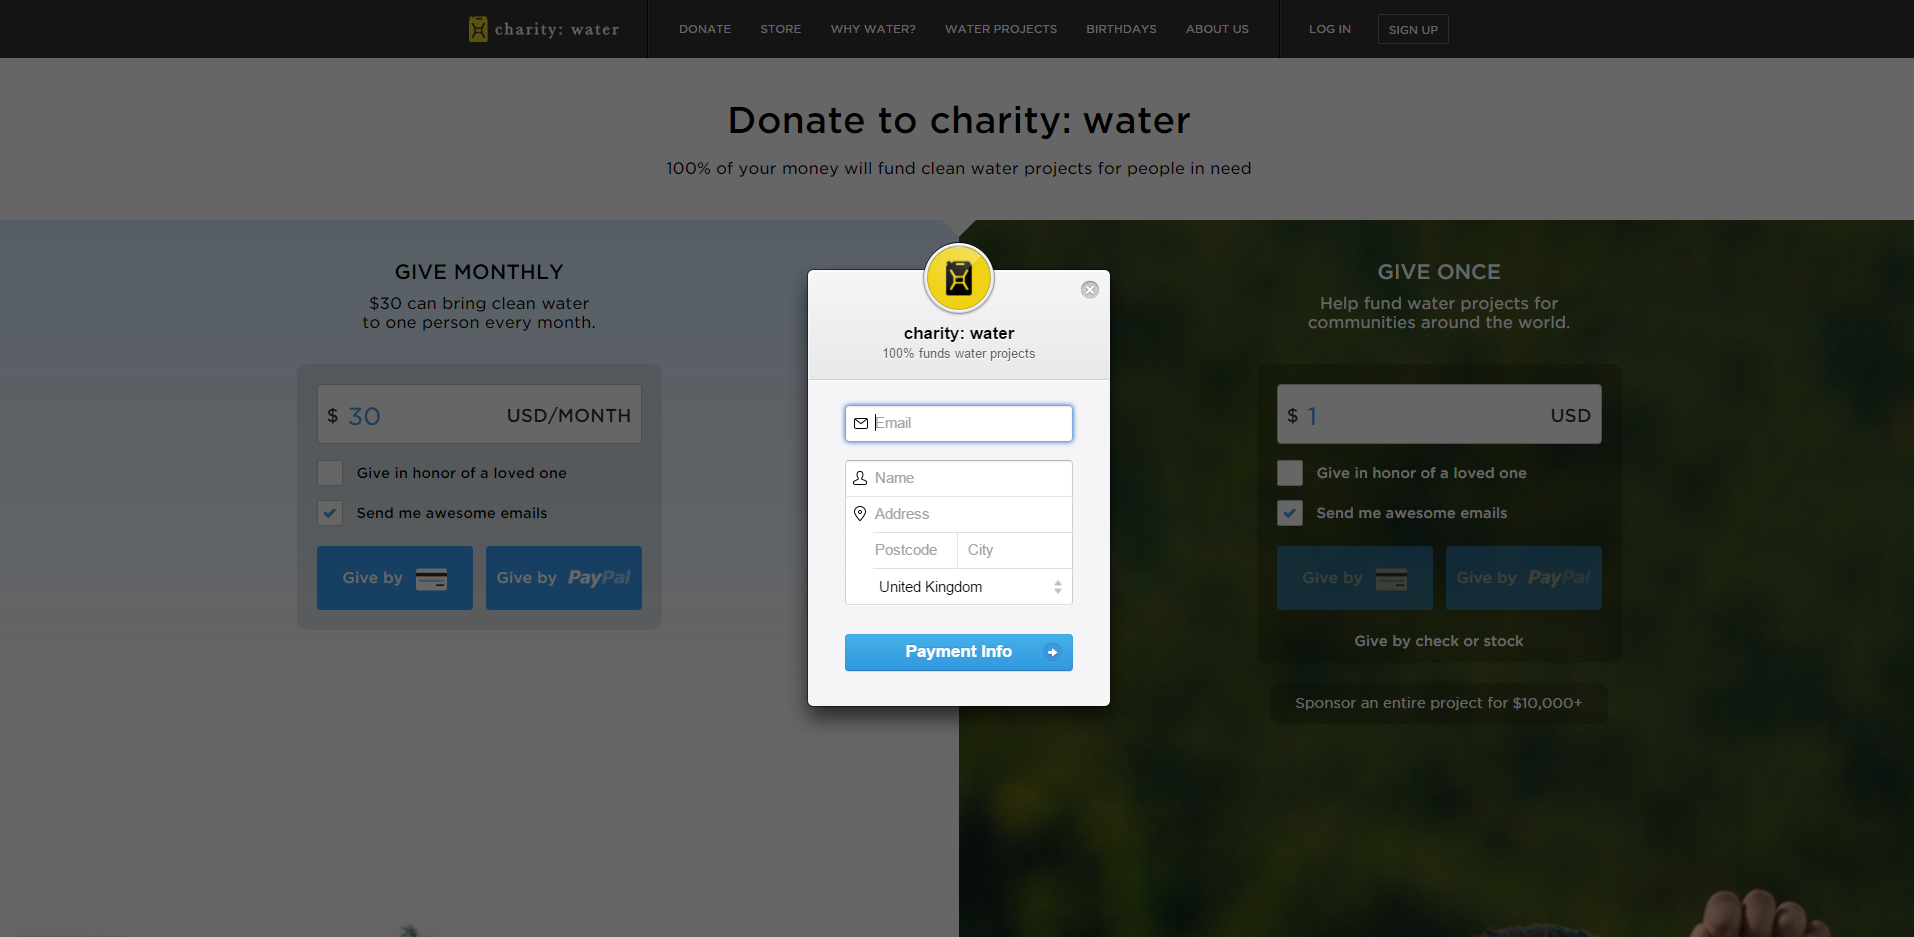 charity: water
DONATE
STORE
WHY WATER?
WATER PROJECTS
BIRTHDAYS
ABOUT US
LOG IN
SIGN UP
Donate to charity: water
100% of your money will fund clean water projects for people in need
GIVE MONTHLY
$30 can bring clean water
to one person every month.
$ 30 USD/MONTH
Give in honor of a loved one
Send me awesome emails
Give by
Give by PayPal
charity: water
100% funds water projects
Email
Name
Address
Postcode City
United Kingdom
Payment Info
GIVE ONCE
Help fund water projects for
communities around the world.
$ 1 USD
Give in honor of a loved one
Send me awesome emails
Give by
Give by PayPal
Give by check or stock
Sponsor an entire project for $10,000+